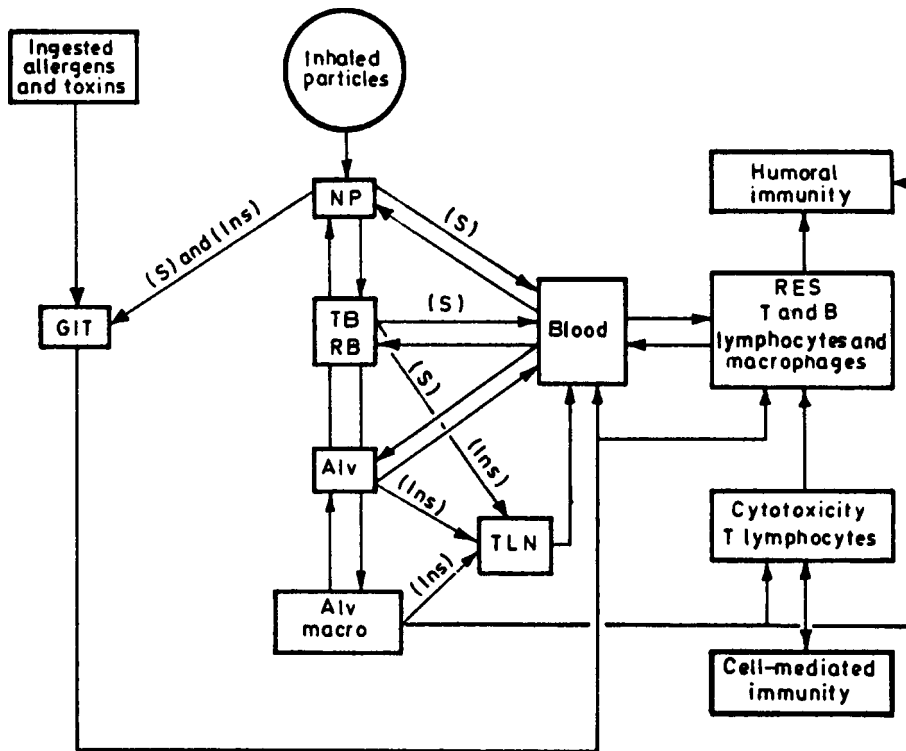 Ingested
allergens
and toxins
Inhaled
particles
NP
Humoral
immunity
(S) and (Ins)
(S)
GIT
TB
RB
(S)
Blood
RES
T and B
lymphocytes and
macrophages
(S)
(Ins)
Alv
(Ins)
TLN
Cytotoxicity
T lymphocytes
(Ins)
Alv
macro
Cell-mediated
immunity